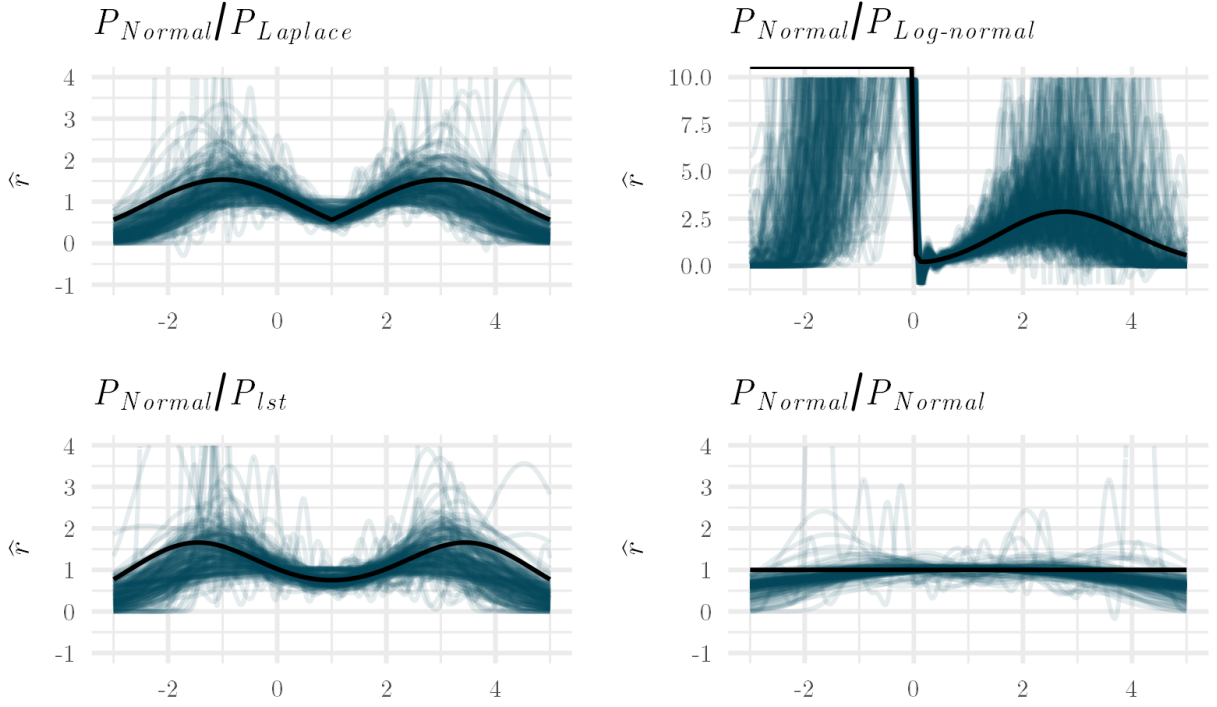 P_Normal/P_Laplace
4
3
2
1
0
-1
r̂
-2 0 2 4
P_Normal/P_Log-normal
10.0
7.5
5.0
2.5
0.0
r̂
-2 0 2 4
P_Normal/P_lst
4
3
2
1
0
-1
r̂
-2 0 2 4
P_Normal/P_Normal
4
3
2
1
0
-1
r̂
-2 0 2 4